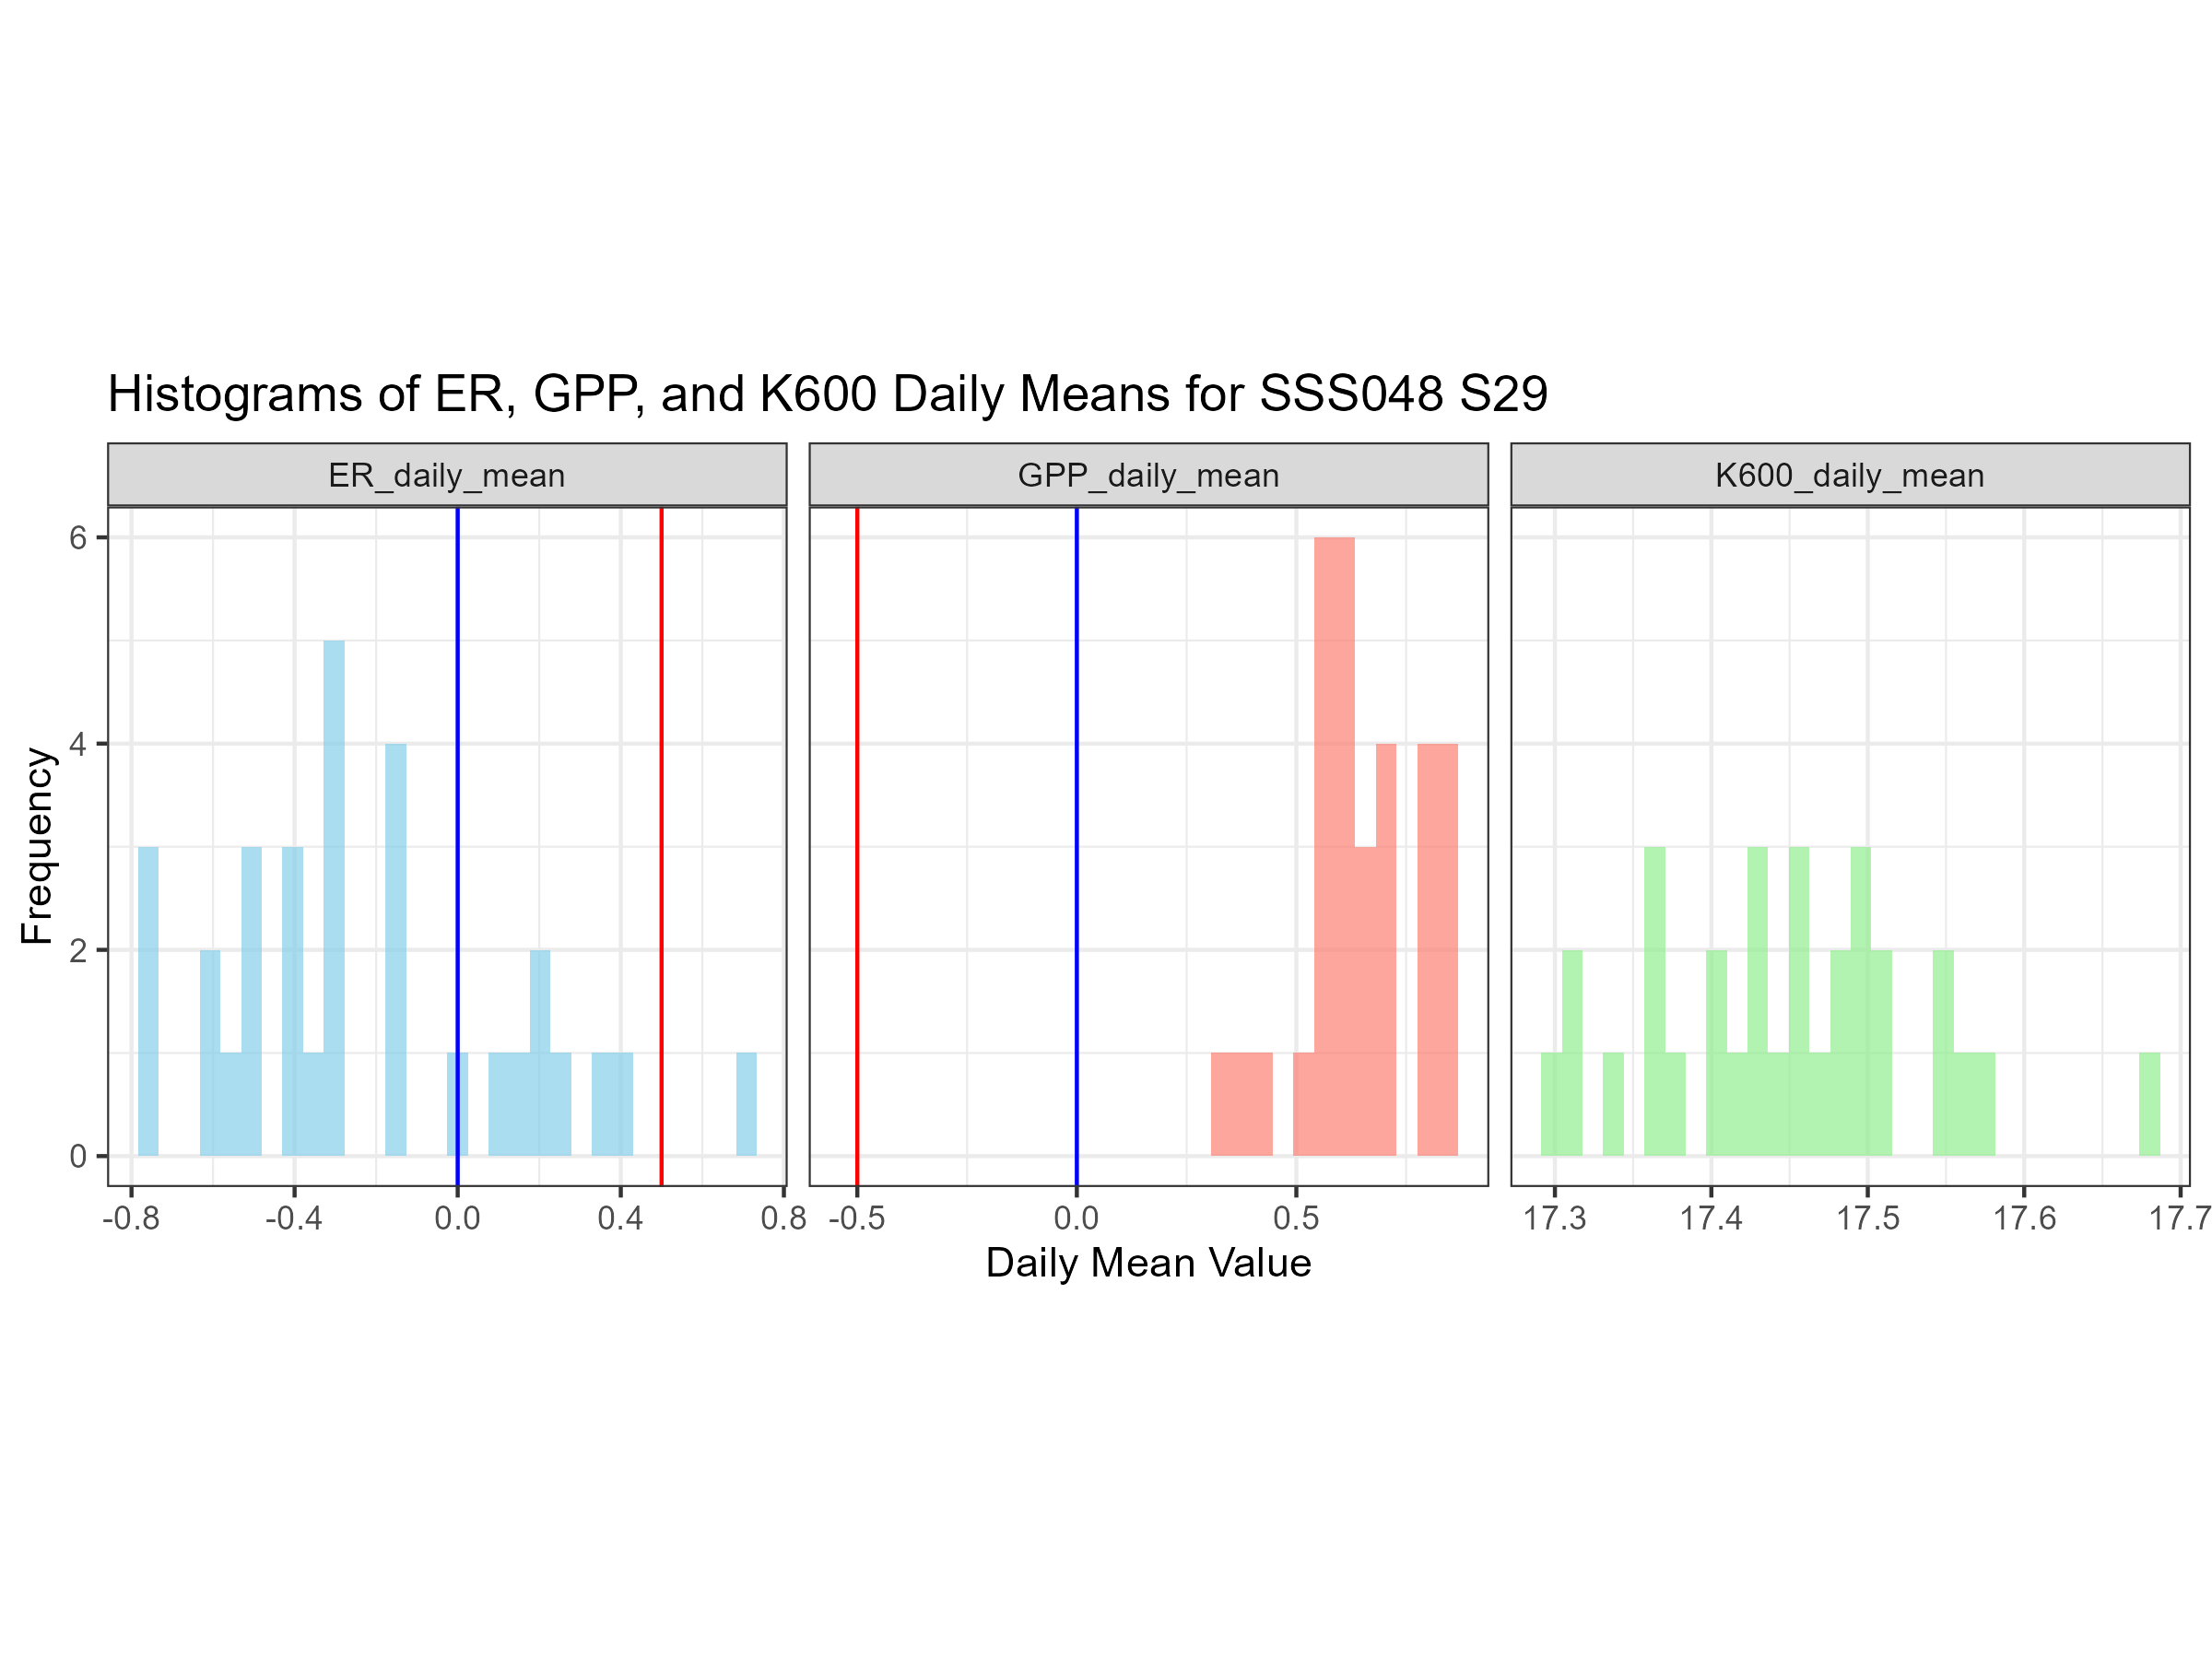 Histograms of ER, GPP, and K600 Daily Means for SSS048 S29
ER_daily_mean GPP_daily_mean K600_daily_mean
Frequency
6
4
2
0
-0.8 -0.4 0.0 0.4 0.8 -0.5 0.0 0.5 17.3 17.4 17.5 17.6 17.7
Daily Mean Value